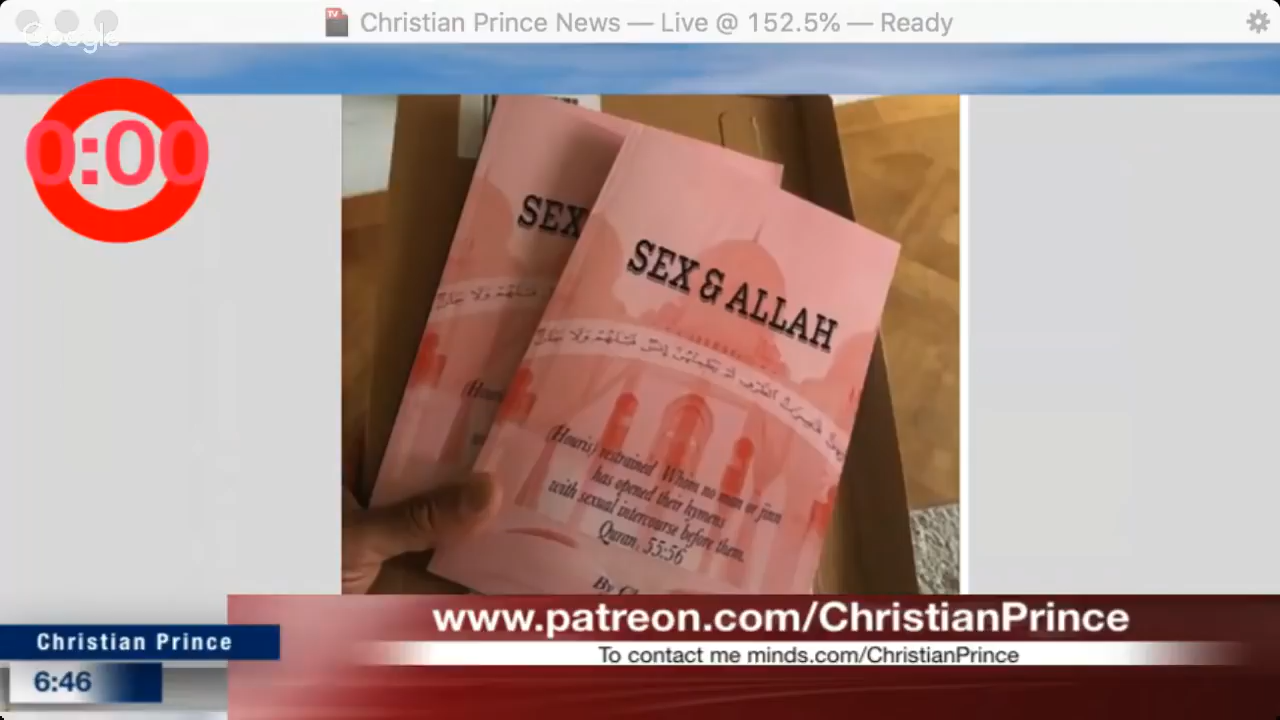 Christian Prince News — Live @ 152.5% — Ready
Google
0:00
SEX
SEX & ALLAH
(Houris) restrained Whom no man or jinn
has opened their hymens
with sexual intercourse before them.
Quran, 55:56
By
www.patreon.com/ChristianPrince
To contact me minds.com/ChristianPrince
Christian Prince
6:46